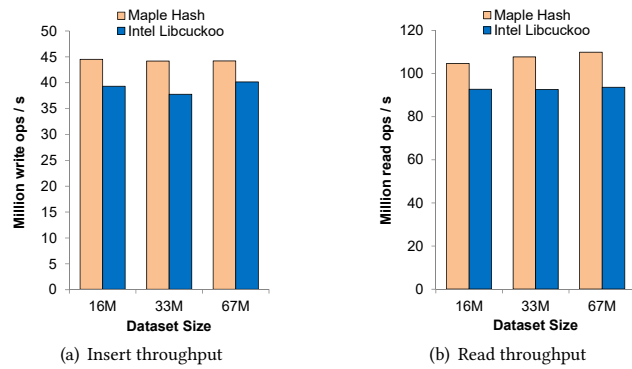 Maple Hash
Intel Libcuckoo
Million write ops / s
50
45
40
35
30
25
20
15
10
5
0
16M 33M 67M
Dataset Size
(a) Insert throughput
Maple Hash
Intel Libcuckoo
Million read ops / s
120
100
80
60
40
20
0
16M 33M 67M
Dataset Size
(b) Read throughput